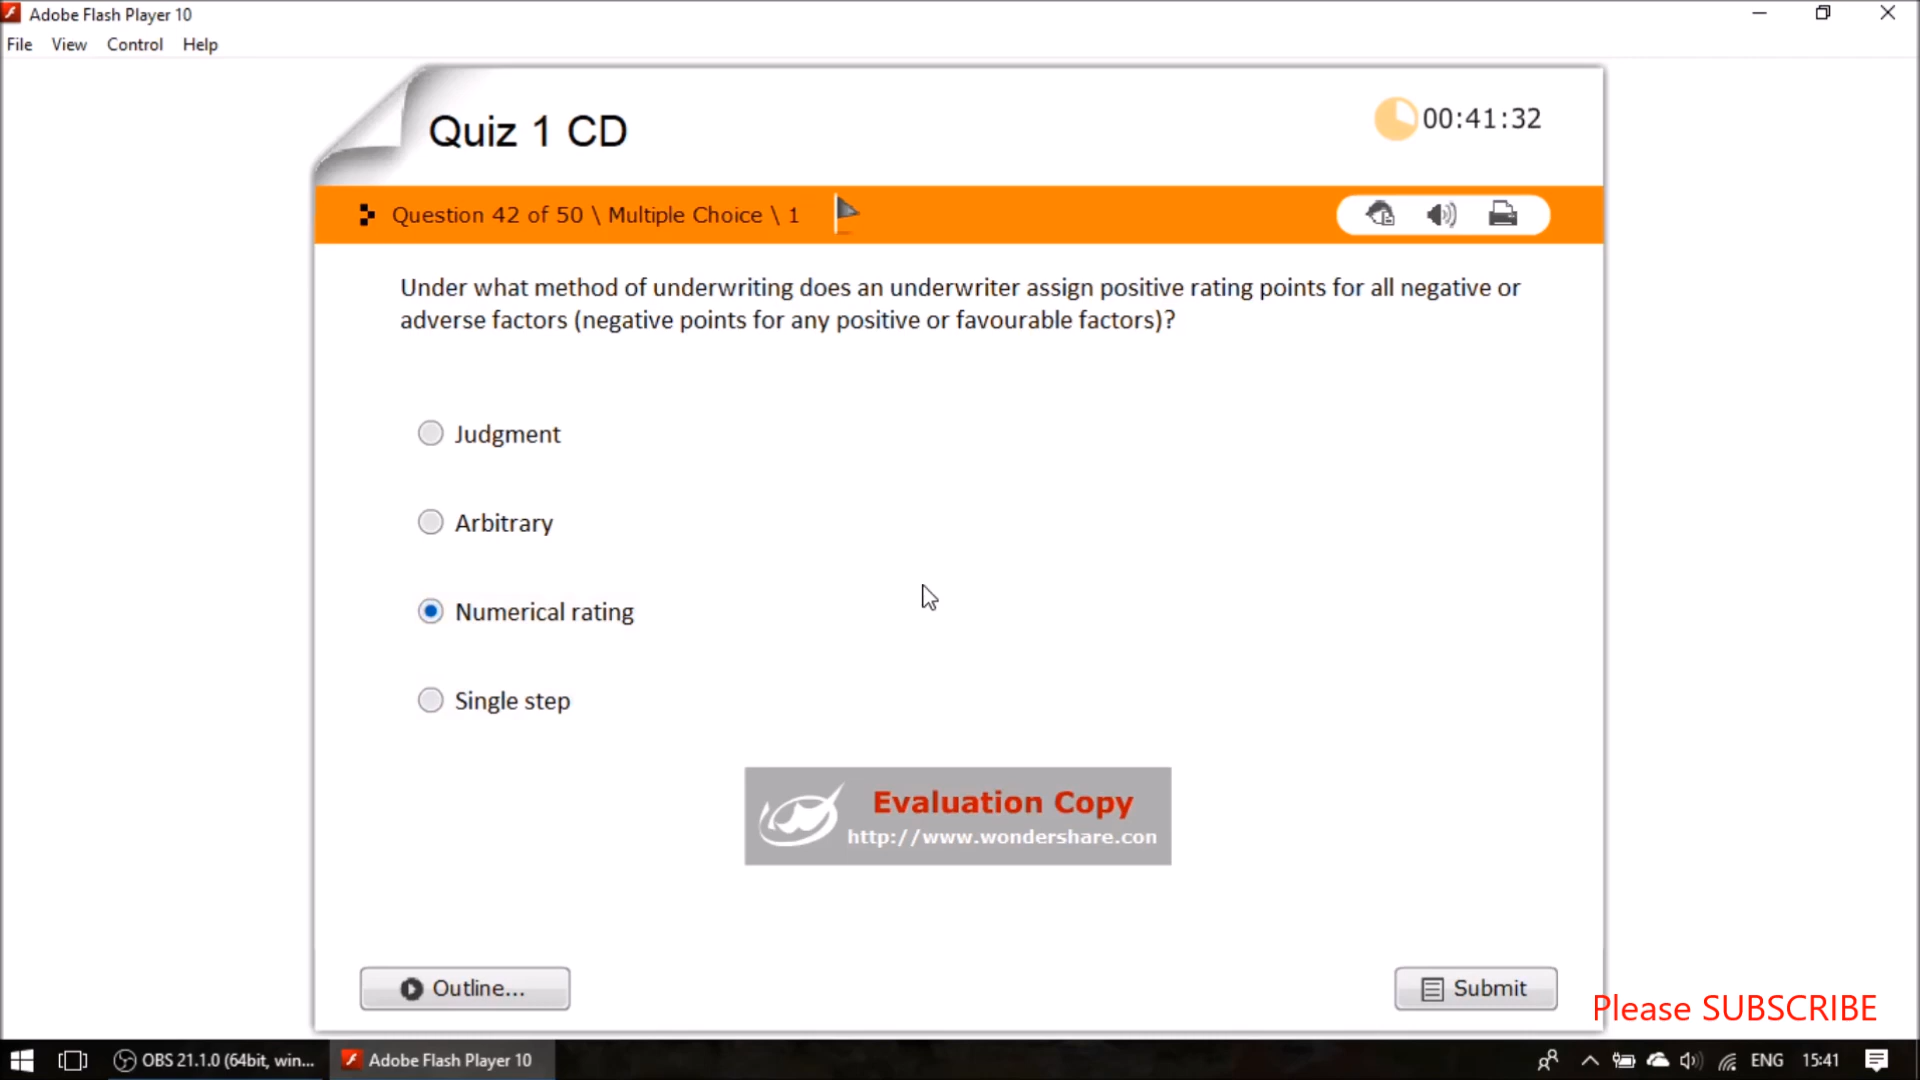 Adobe Flash Player 10
File View Control Help
Quiz 1 CD
00:41:32
Question 42 of 50 \ Multiple Choice \ 1
Under what method of underwriting does an underwriter assign positive rating points for all negative or
adverse factors (negative points for any positive or favourable factors)?
Judgment
Arbitrary
Numerical rating
Single step
Evaluation Copy
http://www.wondershare.con
Outline...
Submit
Please SUBSCRIBE
OBS 21.1.0 (64bit, win...
Adobe Flash Player 10
ENG
15:41